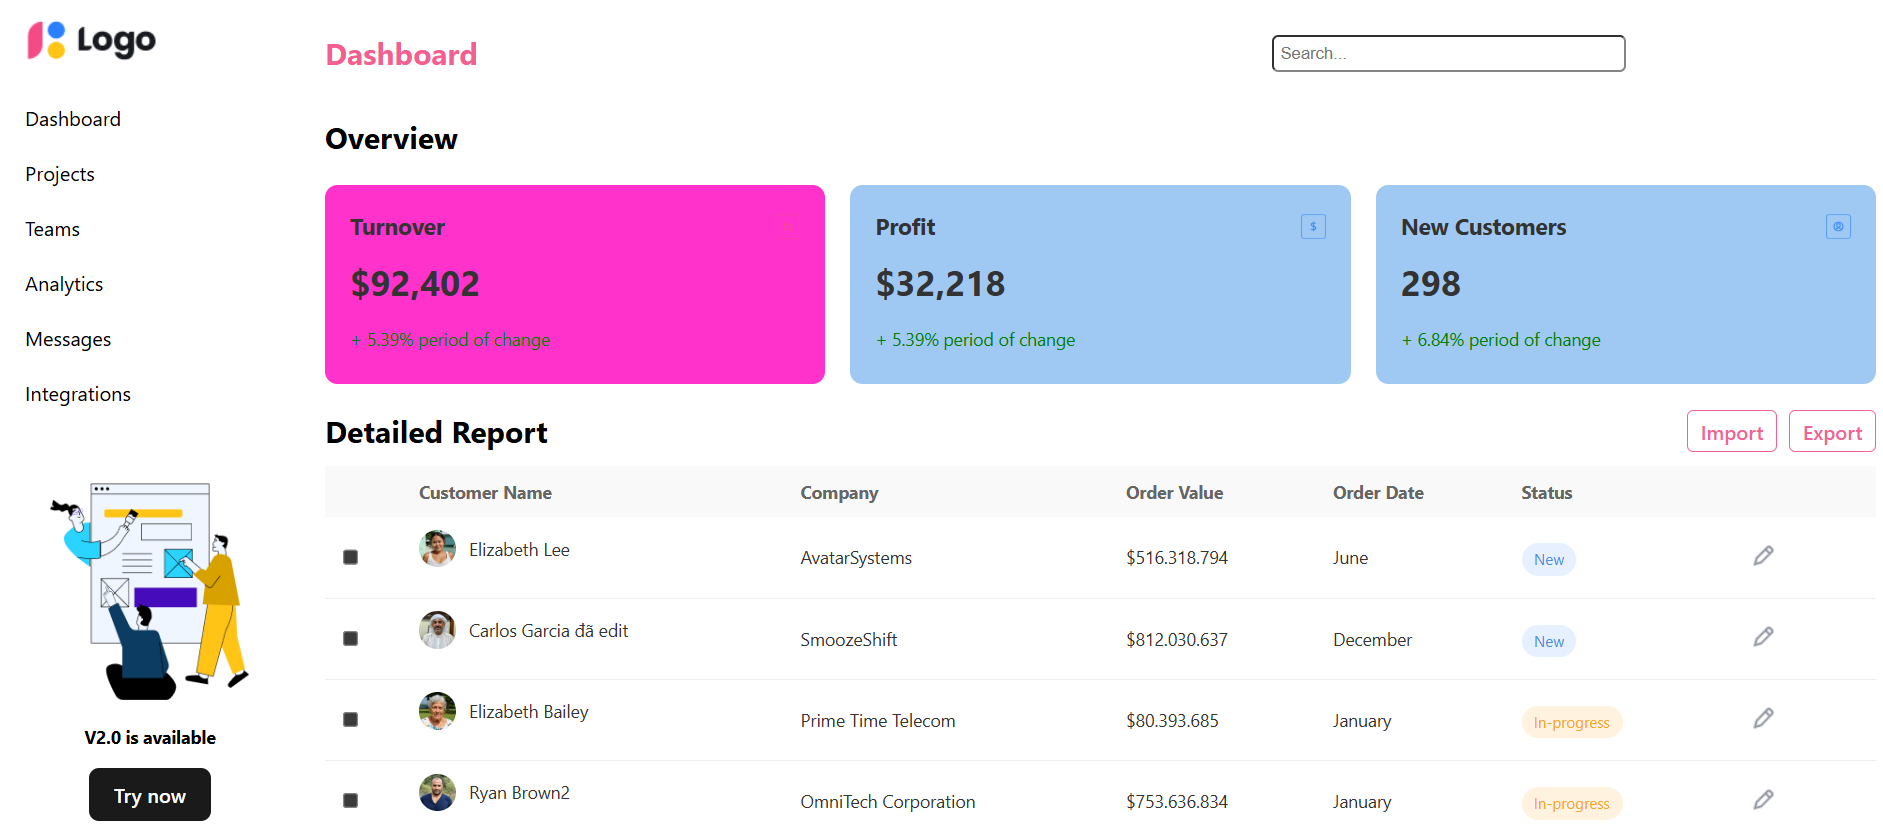 Logo
Dashboard
Search...
Dashboard
Projects
Teams
Analytics
Messages
Integrations
V2.0 is available
Try now
Overview
Turnover
$92,402
+ 5.39% period of change
Profit
$
$32,218
+ 5.39% period of change
New Customers
298
+ 6.84% period of change
Detailed Report
Import Export
Customer Name Company Order Value Order Date Status
Elizabeth Lee AvatarSystems $516.318.794 June New
Carlos Garcia đã edit SmoozeShift $812.030.637 December New
Elizabeth Bailey Prime Time Telecom $80.393.685 January In-progress
Ryan Brown2 OmniTech Corporation $753.636.834 January In-progress